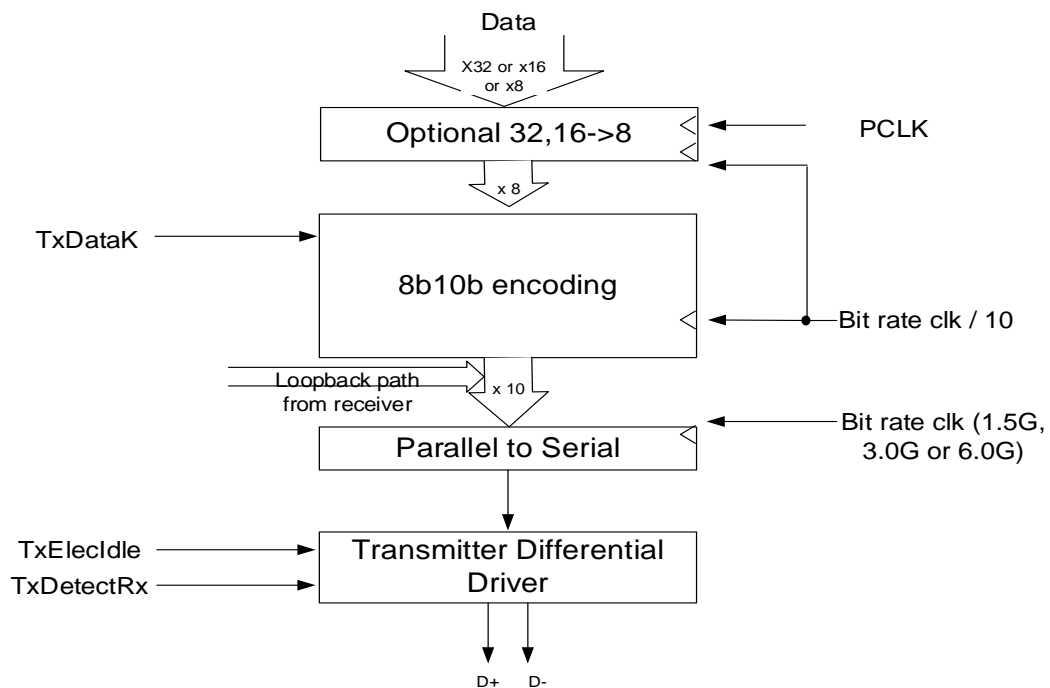 Data
X32 or x16
or x8
Optional 32,16->8
PCLK
x 8
TxDataK
8b10b encoding
Bit rate clk / 10
Loopback path
from receiver
x 10
Bit rate clk (1.5G,
3.0G or 6.0G)
Parallel to Serial
TxElecIdle
TxDetectRx
Transmitter Differential
Driver
D+ D-